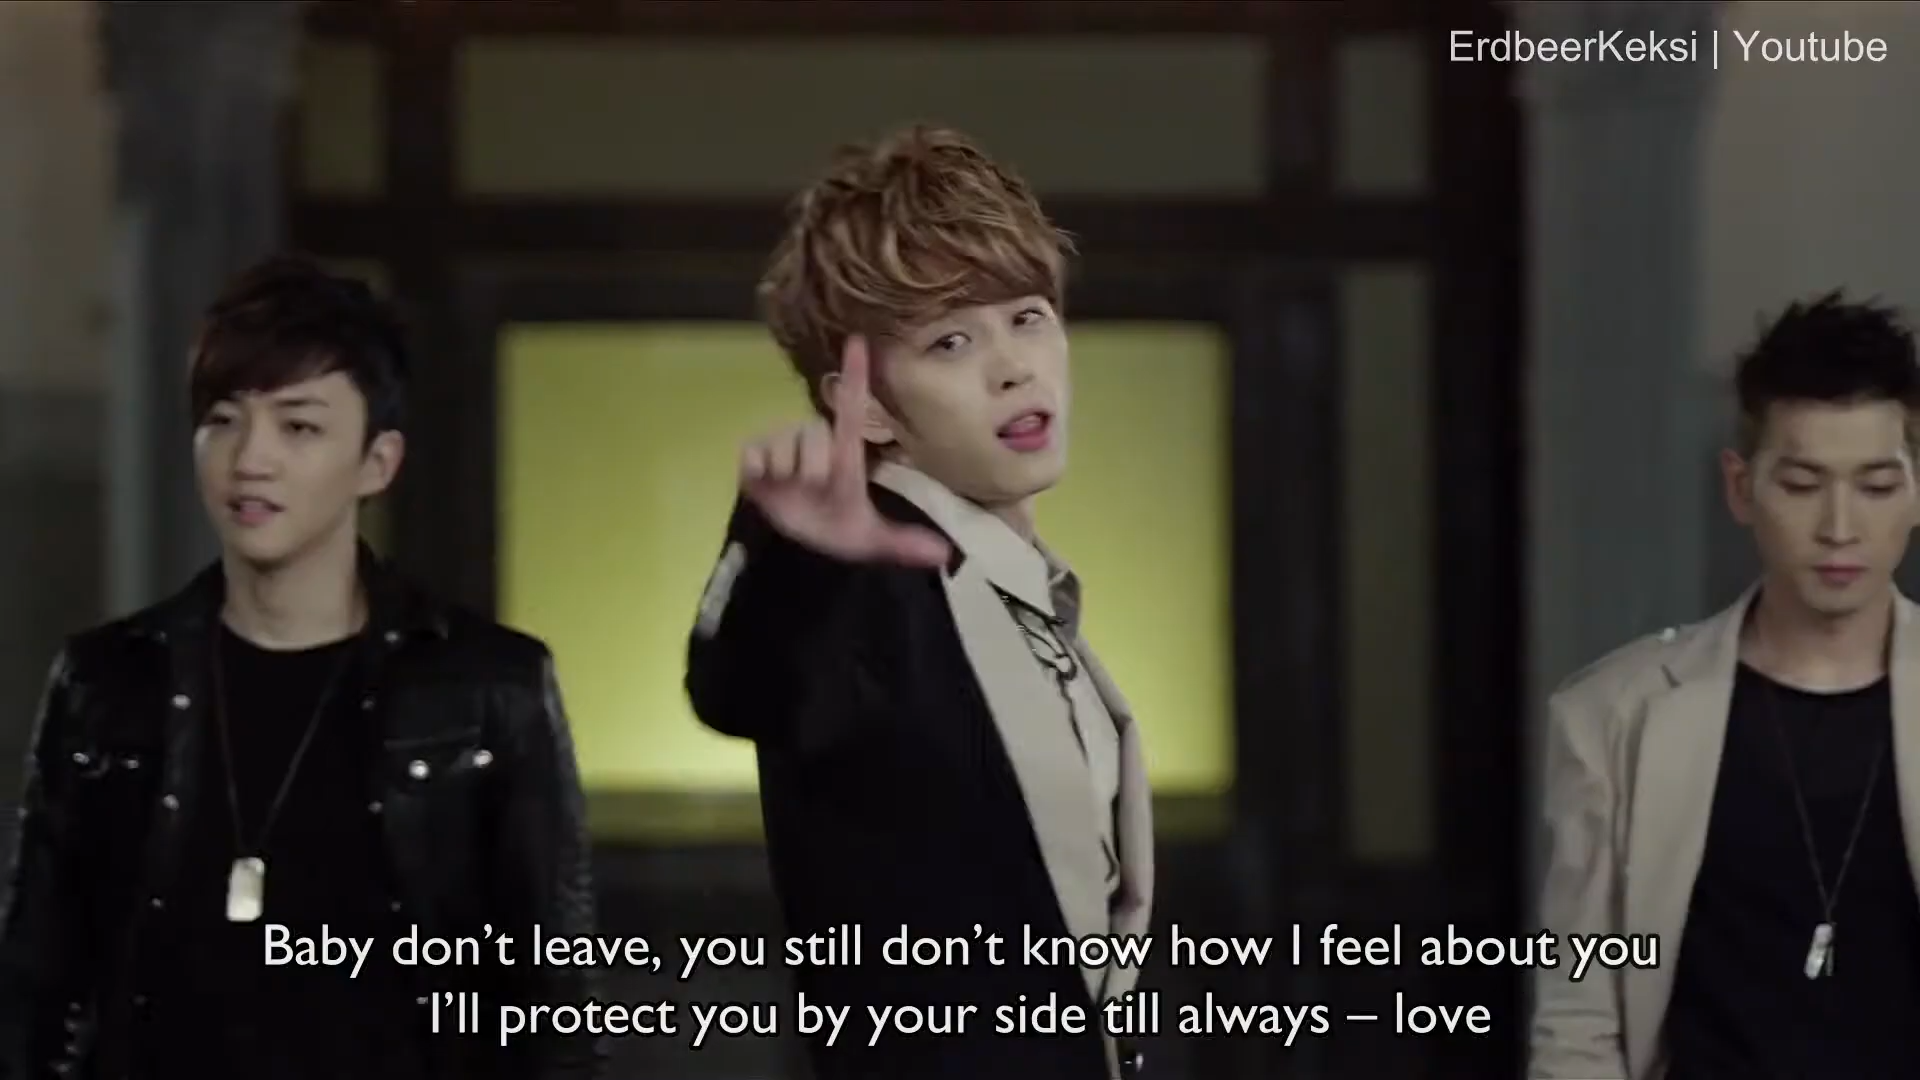 ErdbeerKeksi | Youtube
Baby don’t leave, you still don’t know how I feel about you
I’ll protect you by your side till always – love